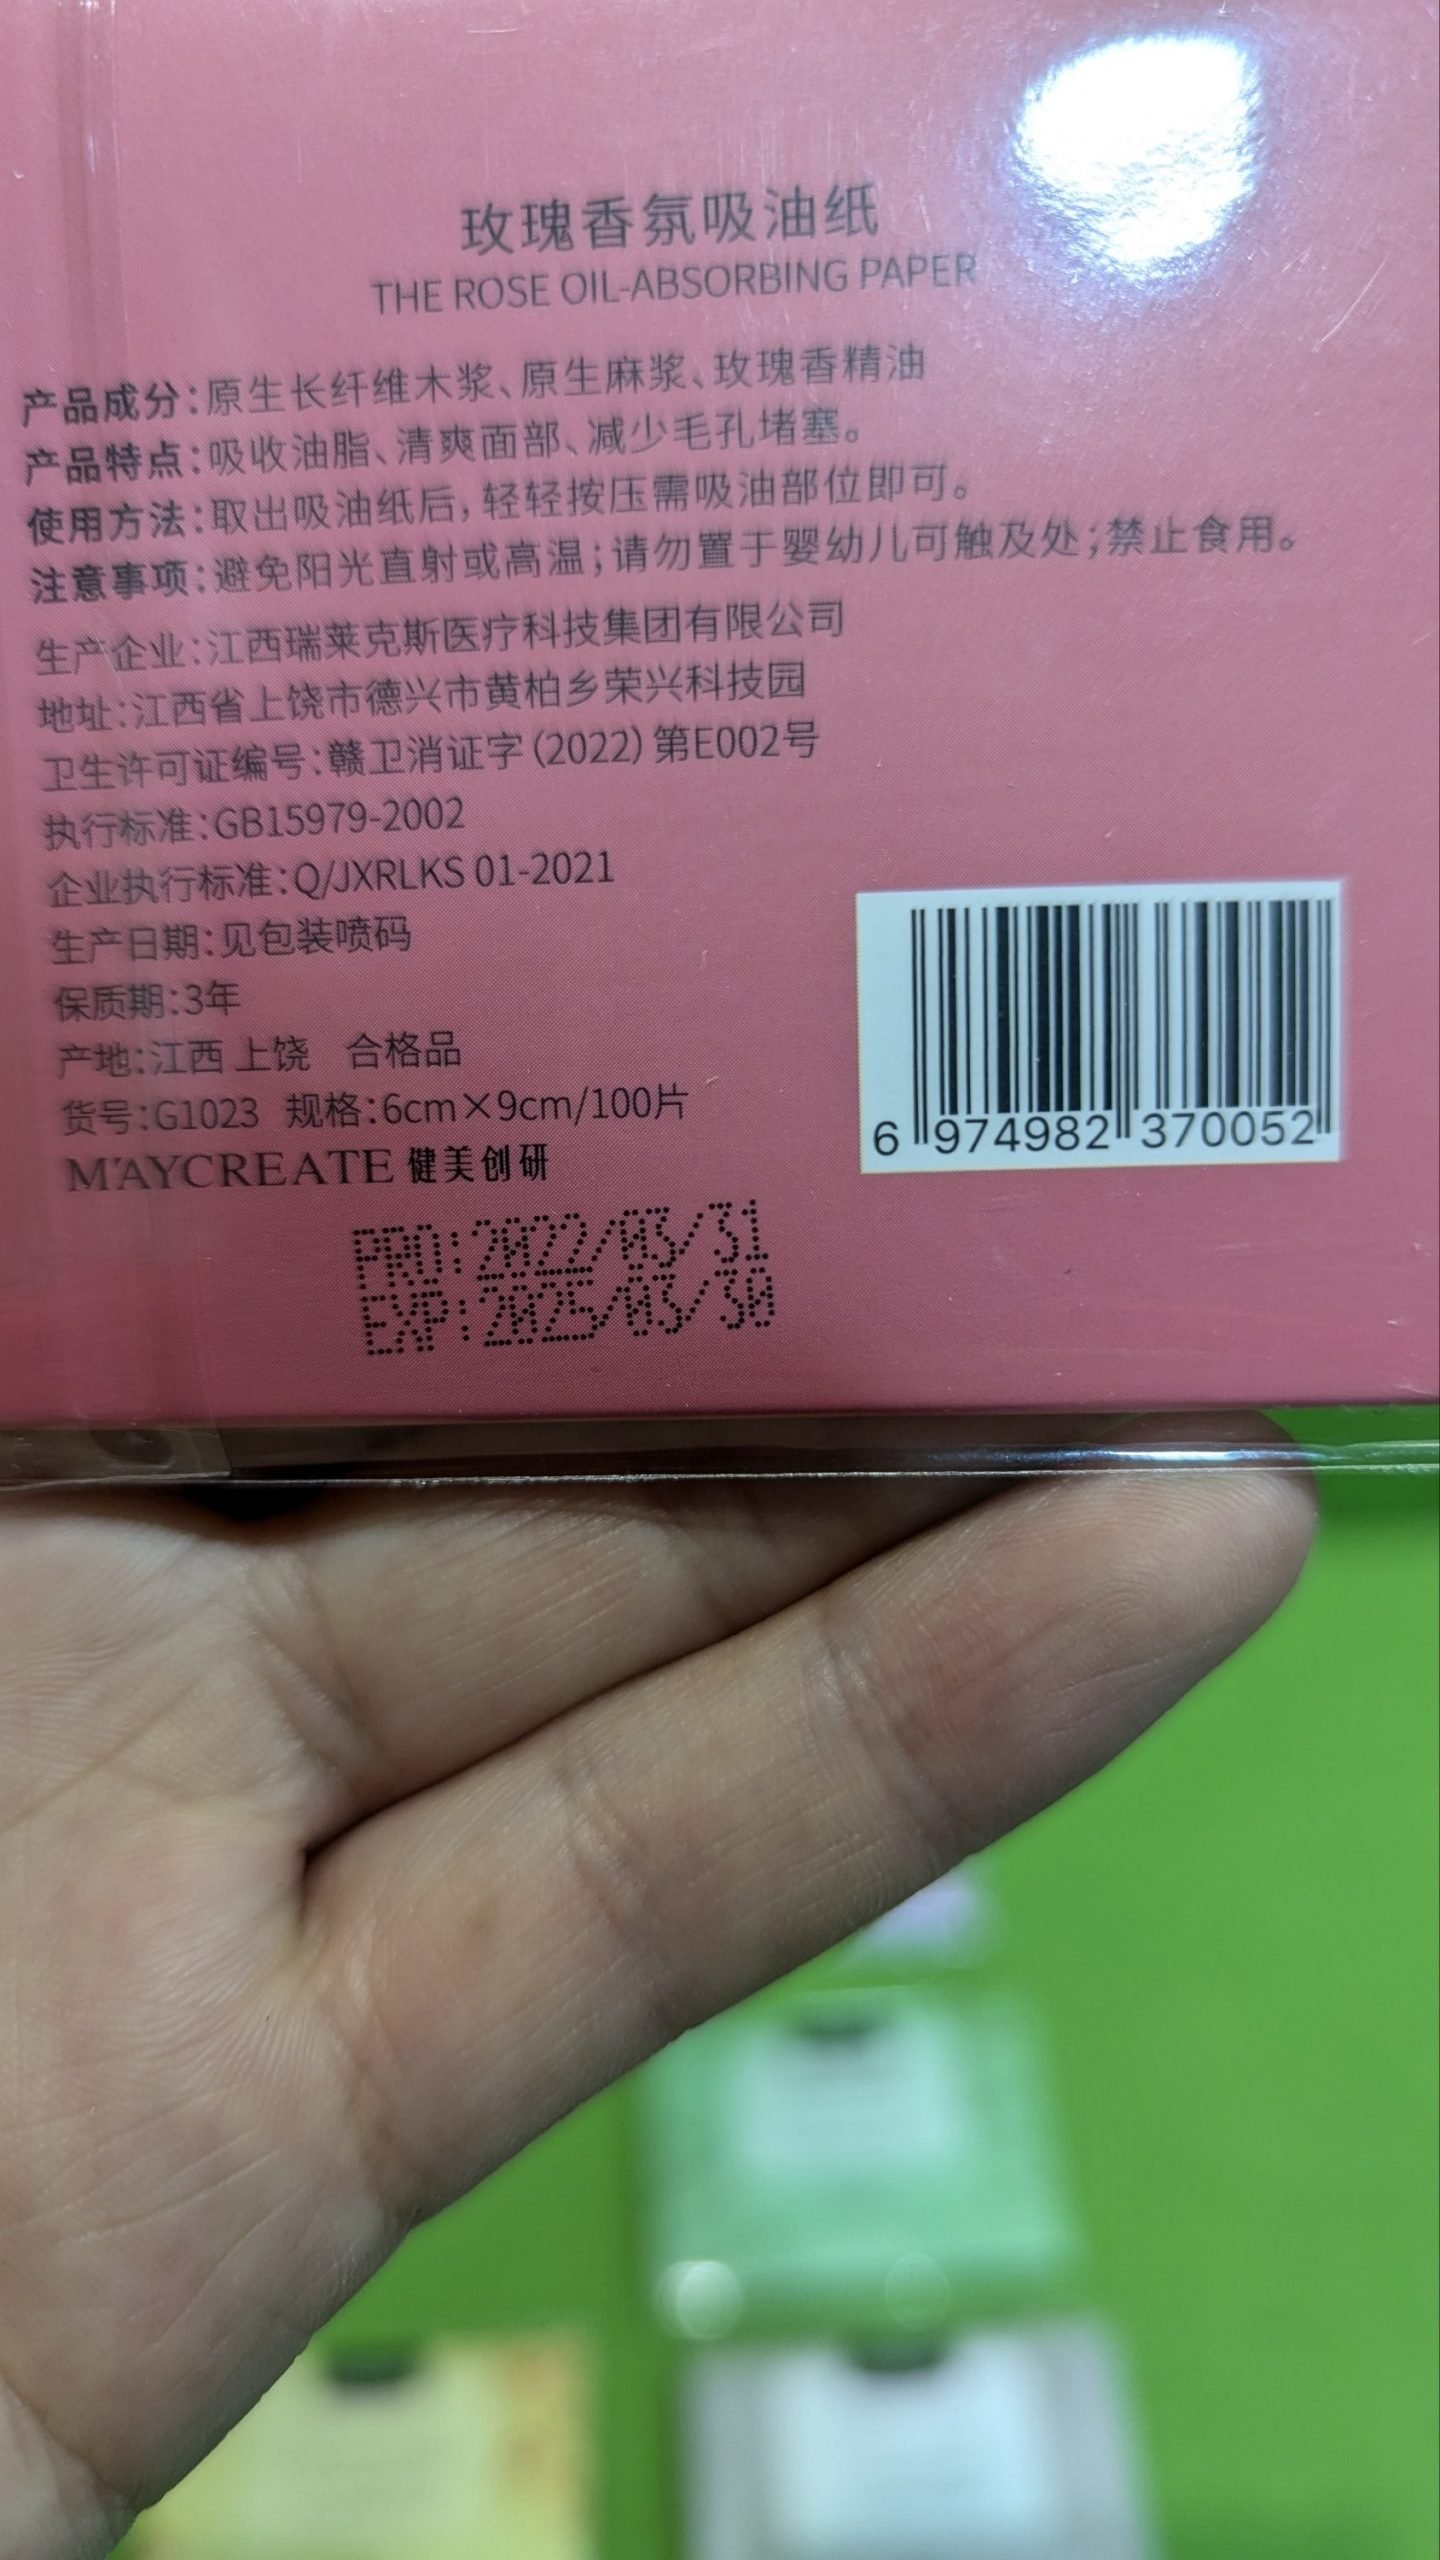 玫瑰香氛吸油纸
THE ROSE OIL-ABSORBING PAPER
产品成分:原生长纤维木浆、原生麻浆、玫瑰香精油
产品特点:吸收油脂、清爽面部、减少毛孔堵塞。
使用方法:取出吸油纸后,轻轻按压需吸油部位即可。
注意事项:避免阳光直射或高温;请勿置于婴幼儿可触及处;禁止食用。
生产企业:江西瑞莱克斯医疗科技集团有限公司
地址:江西省上饶市德兴市黄柏乡荣兴科技园
卫生许可证编号:赣卫消证字(2022)第E002号
执行标准:GB15979-2002
企业执行标准:Q/JXRLKS 01-2021
生产日期:见包装喷码
保质期:3年
产地:江西 上饶 合格品
货号:G1023 规格:6cm×9cm/100片
M'AYCREATE 健美创研
6 974982 370052
PRO:2022/03/31
EXP:2025/03/30